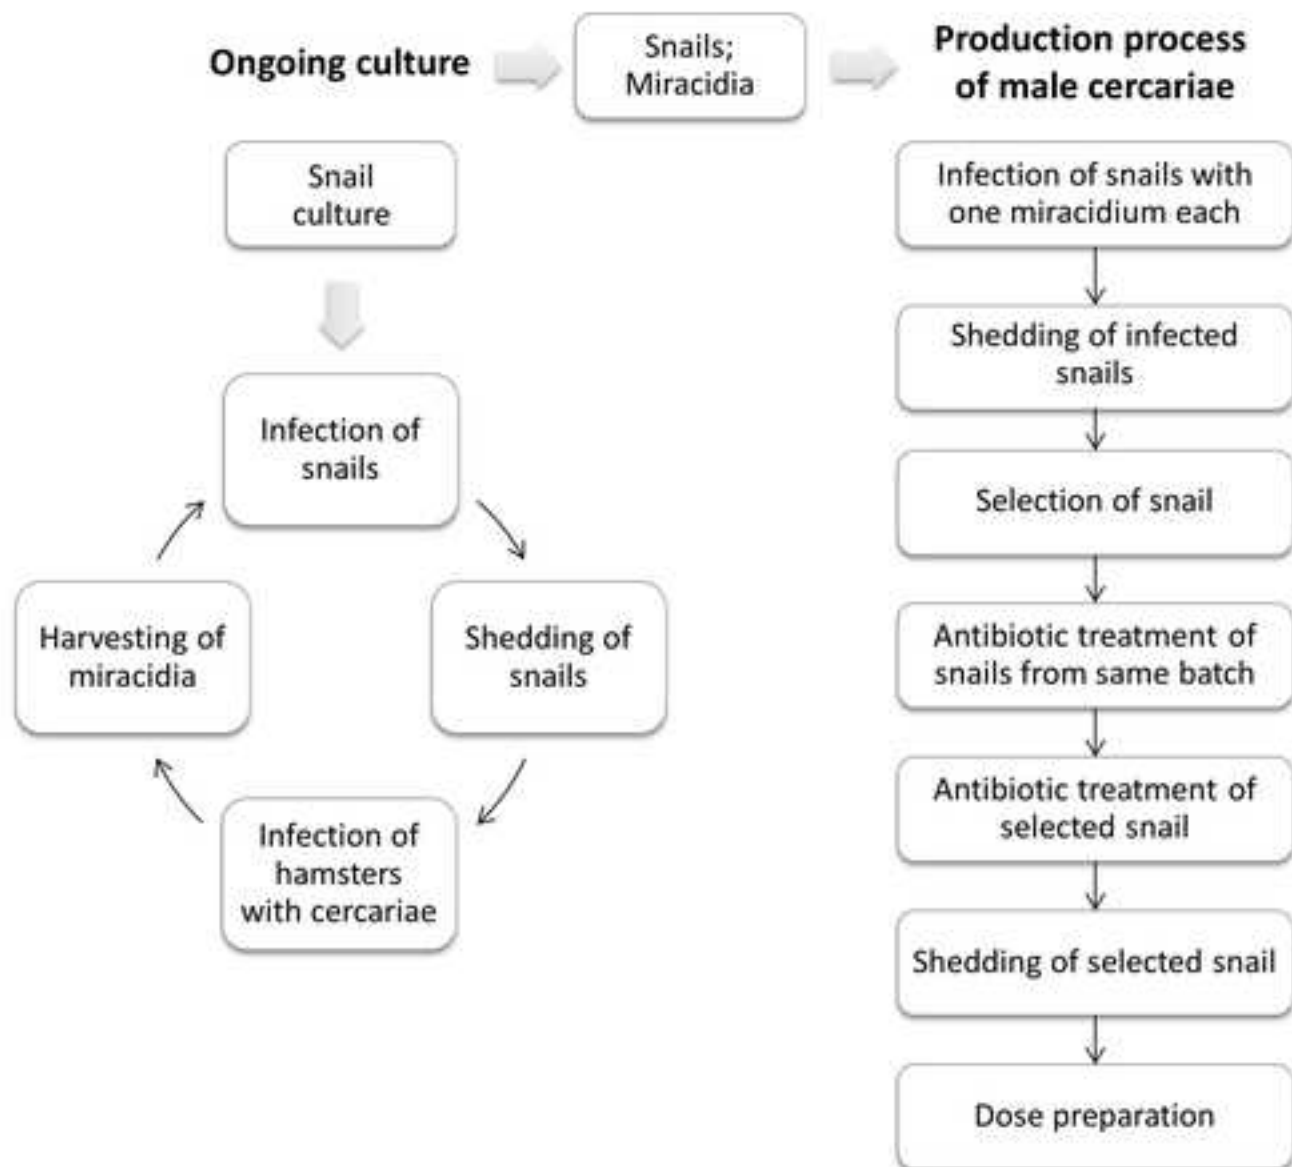 Ongoing culture
Snails;
Miracidia
Production process
of male cercariae
Snail
culture
Infection of
snails
Shedding of
snails
Infection of
hamsters
with cercariae
Harvesting of
miracidia
Infection of snails with
one miracidium each
Shedding of infected
snails
Selection of snail
Antibiotic treatment of
snails from same batch
Antibiotic treatment of
selected snail
Shedding of selected snail
Dose preparation